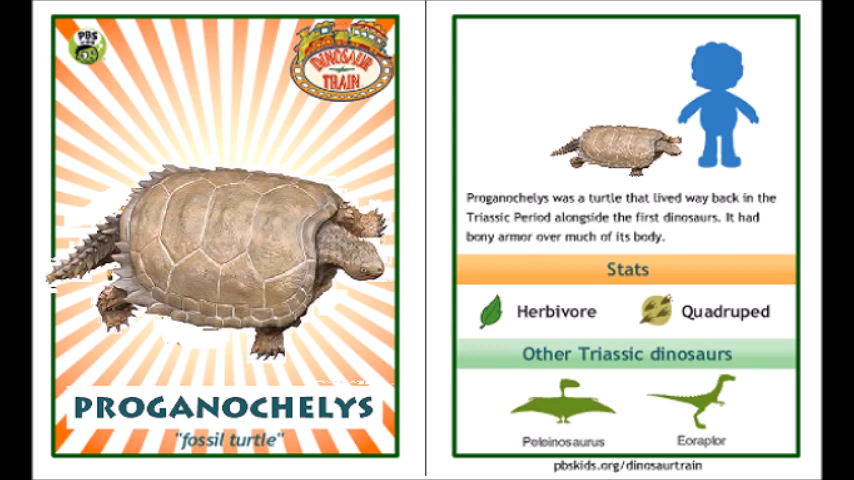 PBS
KIDS
DINOSAUR
TRAIN
PROGANOCHELYS
"fossil turtle"
Proganochelys was a turtle that lived way back in the
Triassic Period alongside the first dinosaurs. It had
bony armor over much of its body.
Stats
Herbivore
Quadruped
Other Triassic dinosaurs
Peteinosaurus
Eoraptor
pbskids.org/dinosaurtrain